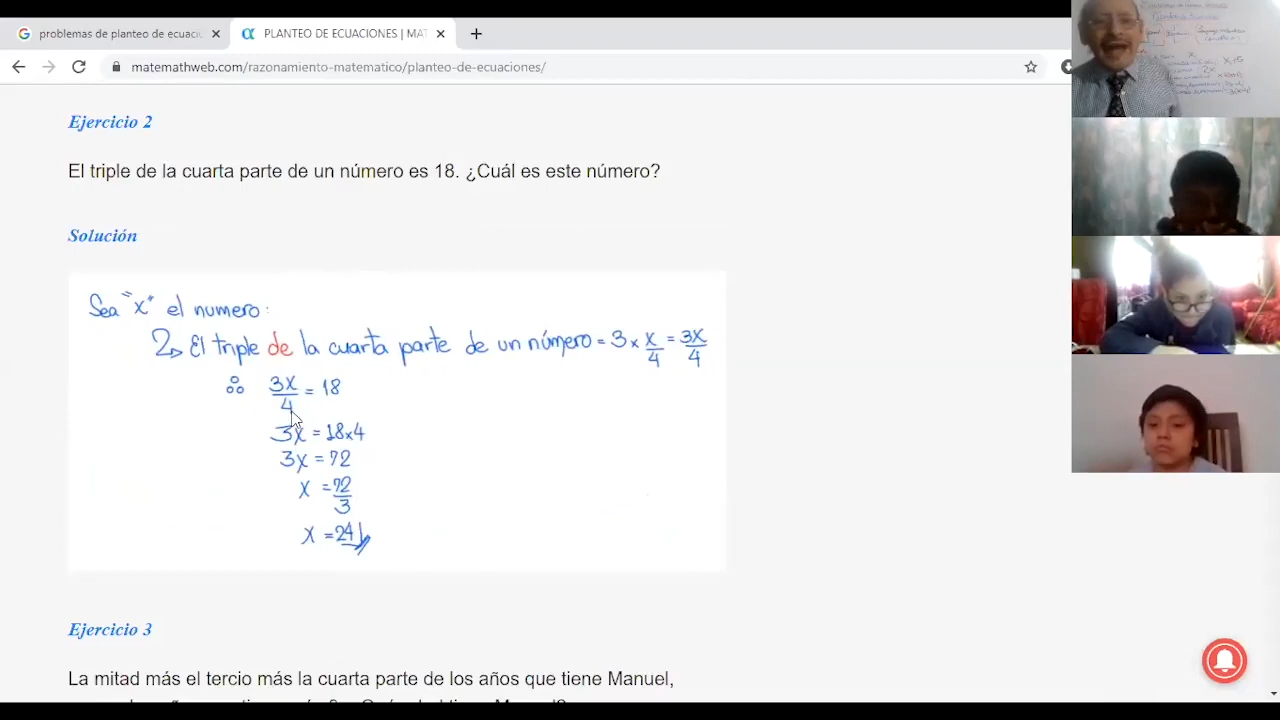 problemas de planteo de ecuaci
PLANTEO DE ECUACIONES | MAT
matemathweb.com/razonamiento-matematico/planteo-de-ecuaciones/
Ejercicio 2
El triple de la cuarta parte de un número es 18. ¿Cuál es este número?
Solución
Sea "x" el numero:
El triple de la cuarta parte de un número = 3 × x/4 = 3x/4
∴ 3x/4 = 18
3x = 18×4
3x = 72
x = 72/3
x = 24
Ejercicio 3
La mitad más el tercio más la cuarta parte de los años que tiene Manuel,